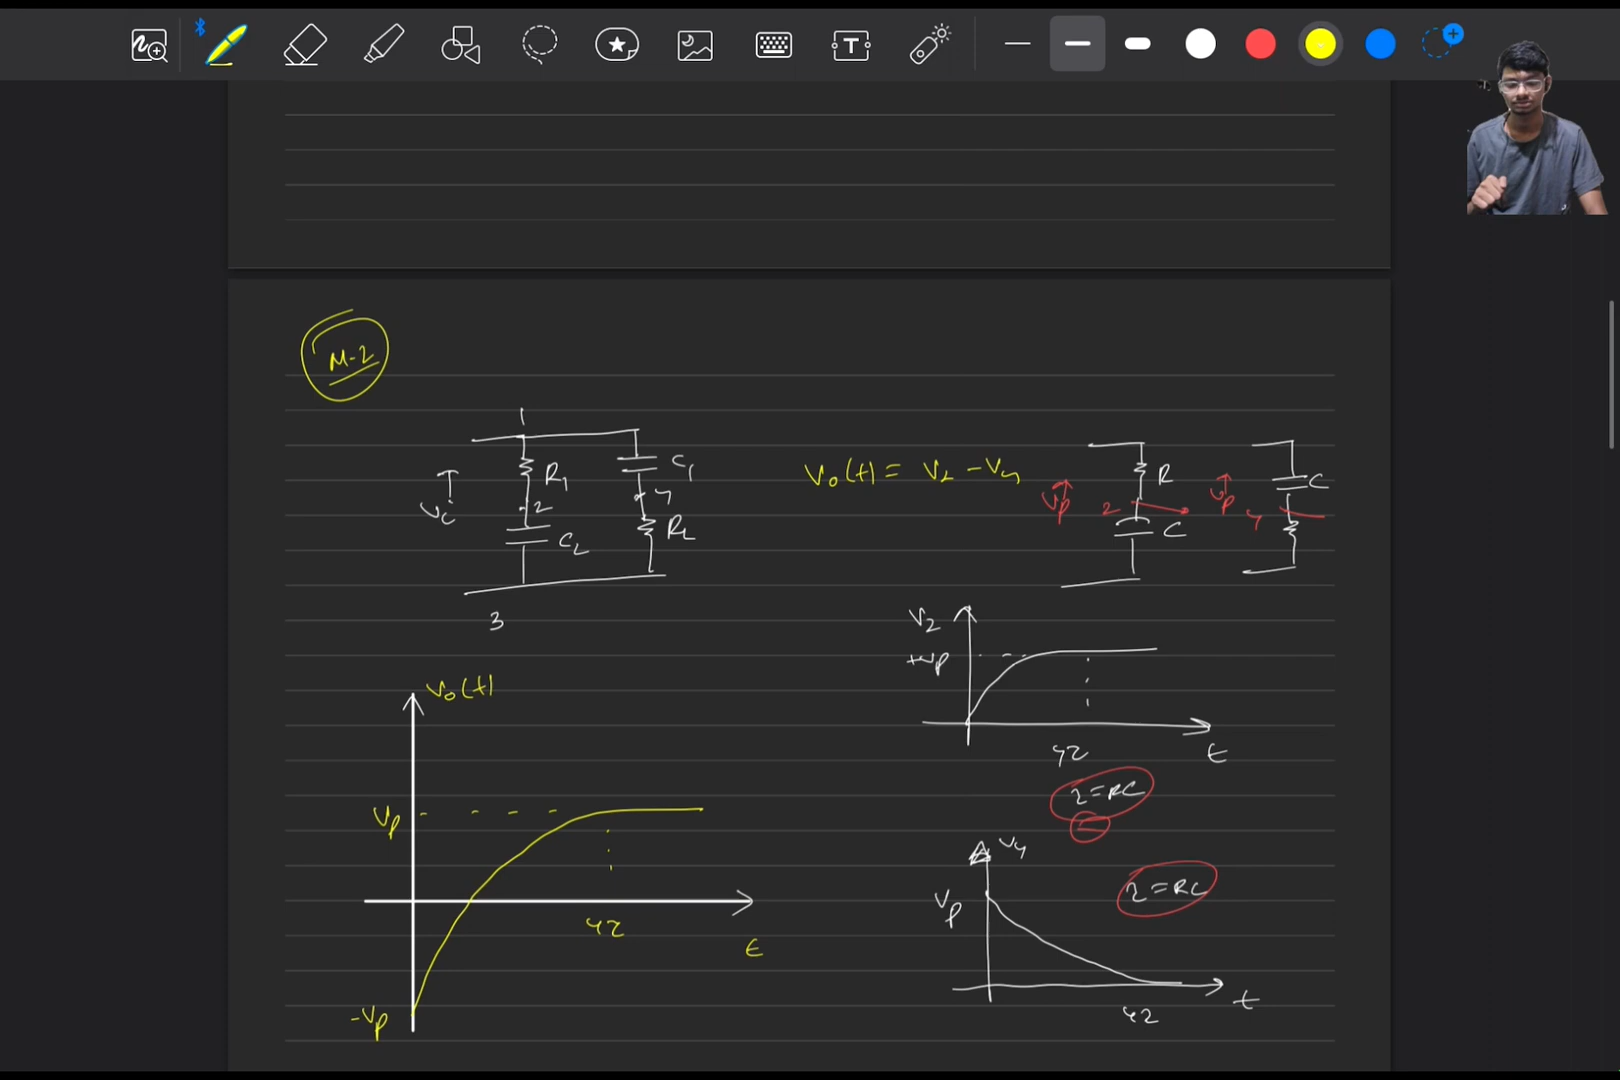 T
M-2
1
R1
C1
Vi
2
4
C2
R2
3
Vo(t) = V2 - V4
R
Vp
2
C
C
Vp
4
V2
+Vp
4τ
t
τ = RC
V4
Vp
τ = RC
4τ
t
Vo(t)
Vp
4τ
t
-Vp